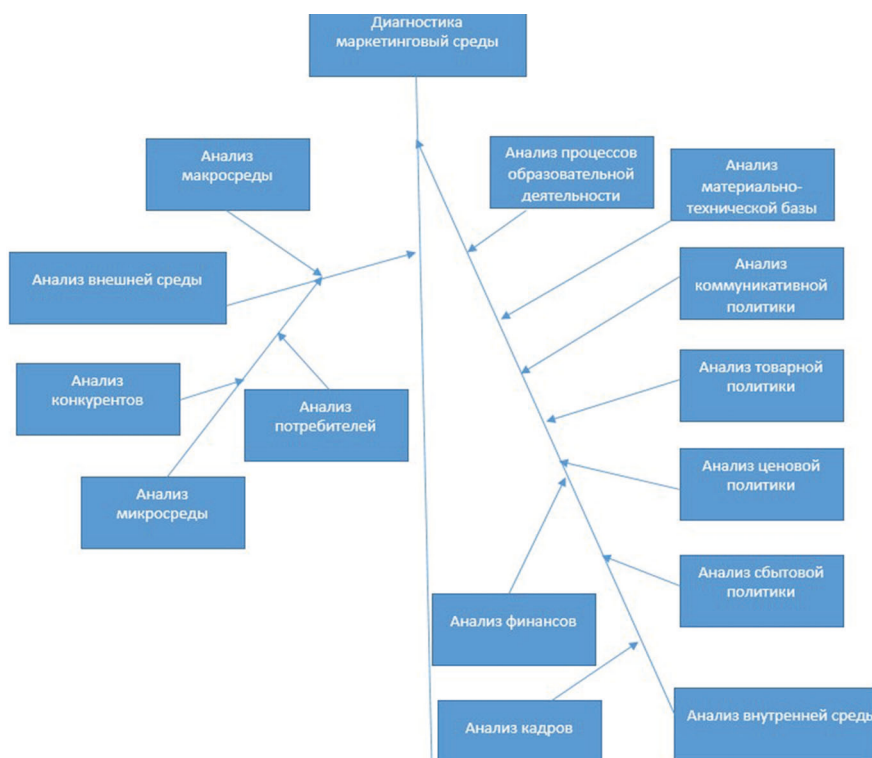 Диагностика
маркетинговый среды
Анализ
макросреды
Анализ процессов
образовательной
деятельности
Анализ
материально-
технической базы
Анализ внешней среды
Анализ
коммуникативной
политики
Анализ
конкурентов
Анализ
потребителей
Анализ товарной
политики
Анализ
микросреды
Анализ ценовой
политики
Анализ финансов
Анализ сбытовой
политики
Анализ кадров
Анализ внутренней среды